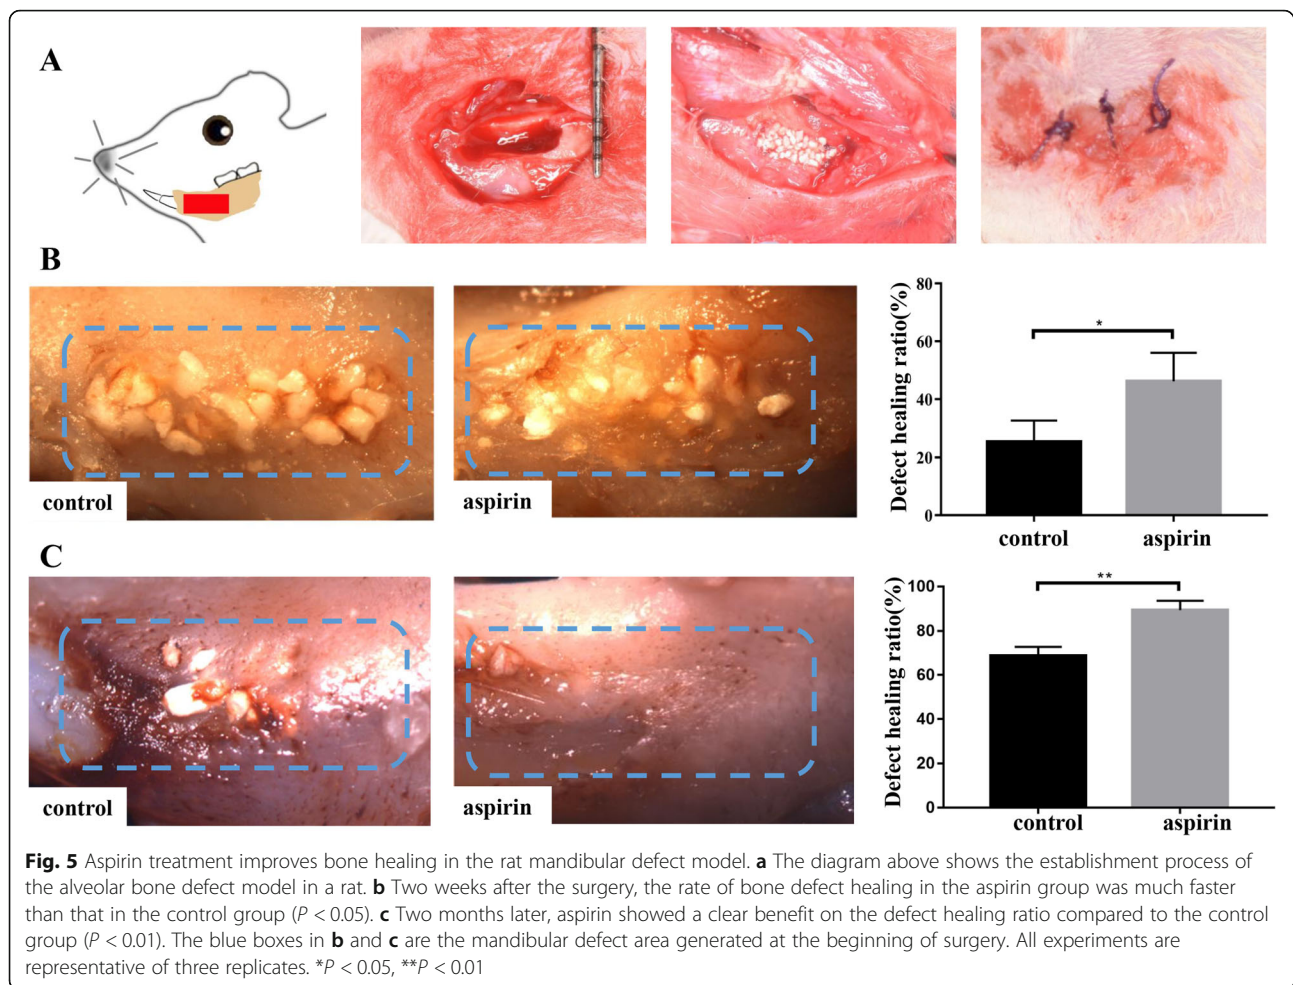 A
B
control
aspirin
Defect healing ratio(%)
80
60
40
20
0
*
control
aspirin
C
control
aspirin
Defect healing ratio(%)
100
80
60
40
20
0
**
control
aspirin
Fig. 5 Aspirin treatment improves bone healing in the rat mandibular defect model. a The diagram above shows the establishment process of
the alveolar bone defect model in a rat. b Two weeks after the surgery, the rate of bone defect healing in the aspirin group was much faster
than that in the control group (P < 0.05). c Two months later, aspirin showed a clear benefit on the defect healing ratio compared to the control
group (P < 0.01). The blue boxes in b and c are the mandibular defect area generated at the beginning of surgery. All experiments are
representative of three replicates. *P < 0.05, **P < 0.01